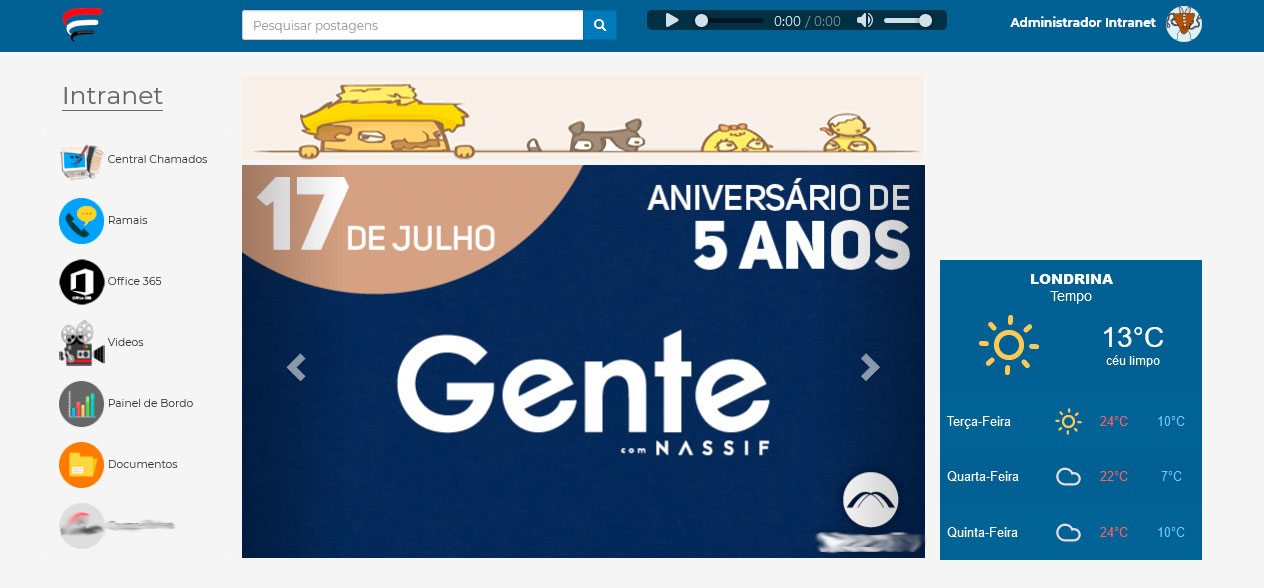 Pesquisar postagens
0:00 / 0:00
Administrador Intranet
Intranet
Central Chamados
Ramais
Office 365
Office 365
Videos
Painel de Bordo
Documentos
17 DE JULHO
ANIVERSÁRIO DE
5 ANOS
Gente
com NASSIF
LONDRINA
Tempo
13°C
céu limpo
Terça-Feira 24°C 10°C
Quarta-Feira 22°C 7°C
Quinta-Feira 24°C 10°C